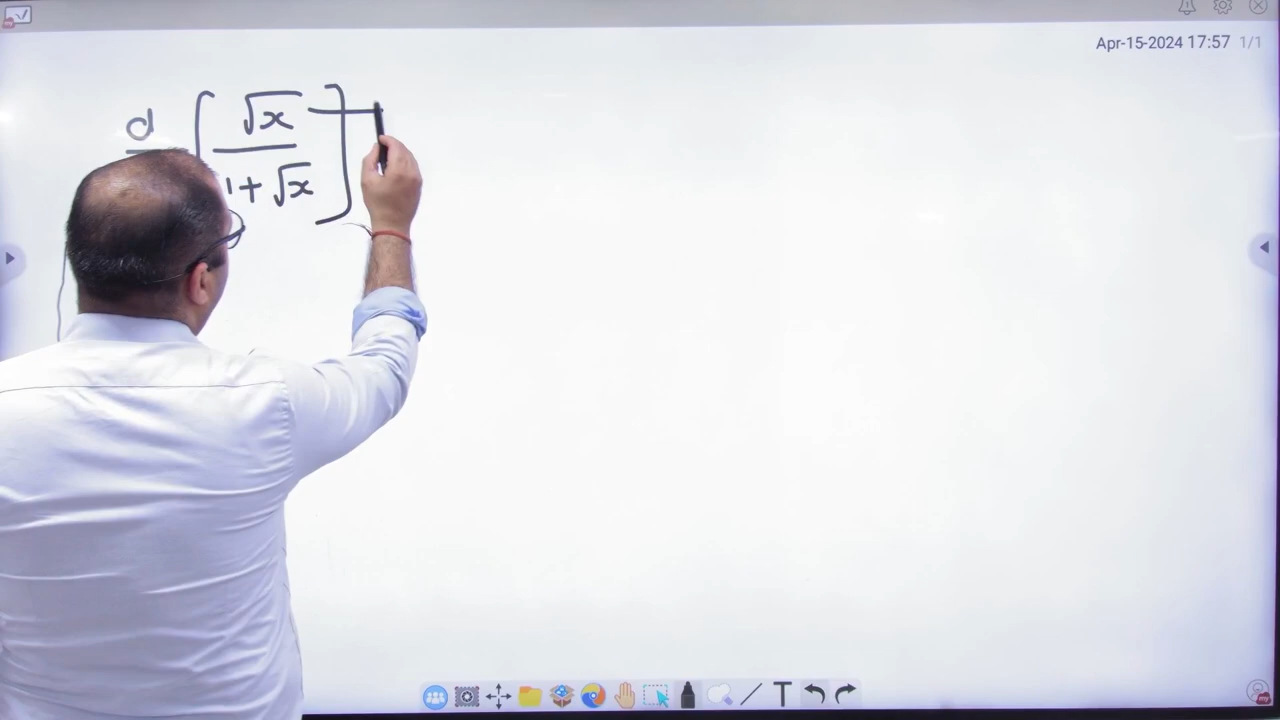 Apr-15-2024 17:57 1/1
d [ √x
1 + √x ]
T